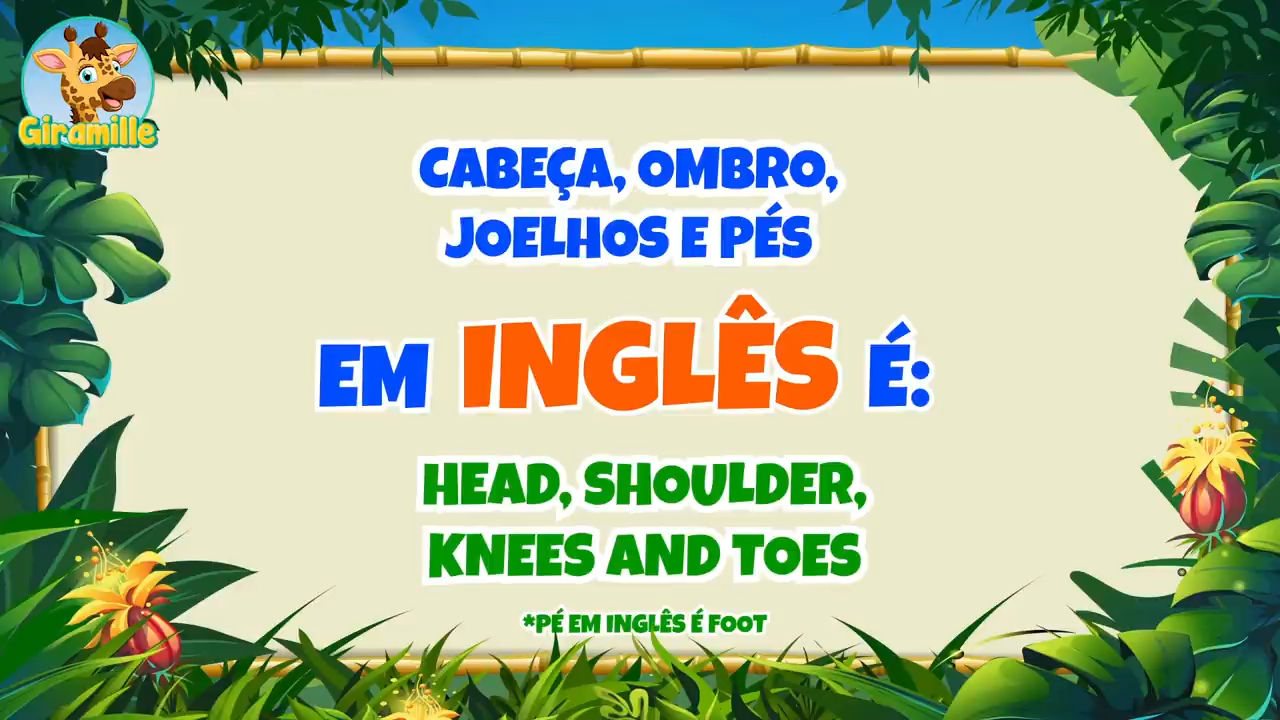 Giramille
CABEÇA, OMBRO,
JOELHOS E PÉS
EM INGLÊS É:
HEAD, SHOULDER,
KNEES AND TOES
*PÉ EM INGLÊS É FOOT